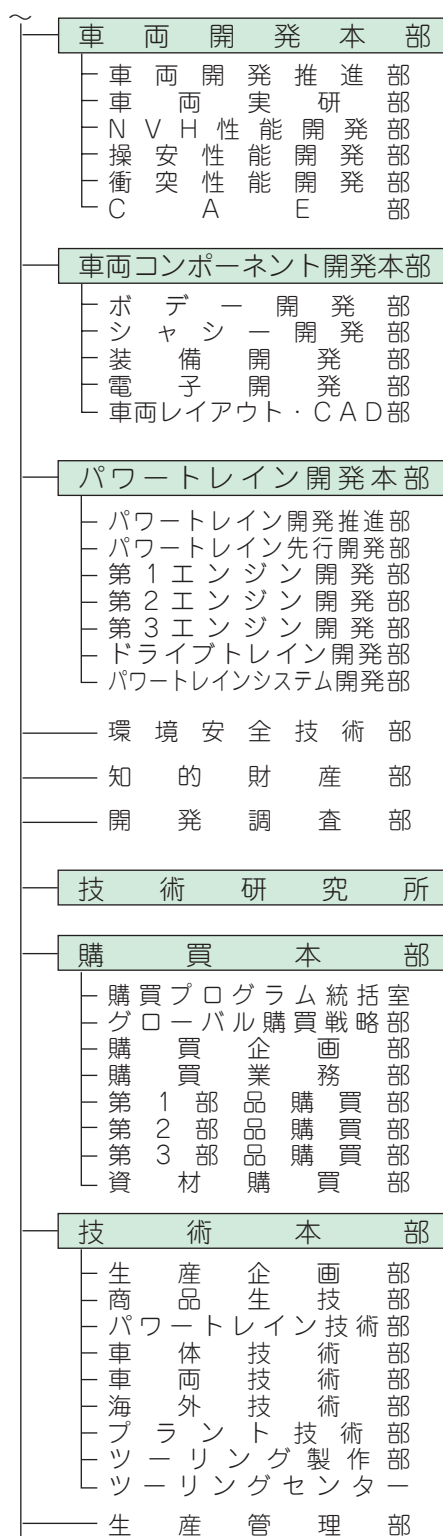 車両開発本部
車両開発推進部
車両実研部
NVH性能開発部
操安性能開発部
衝突性能開発部
CAE部
車両コンポーネント開発本部
ボデー開発部
シャシー開発部
装備開発部
電子開発部
車両レイアウト・CAD部
パワートレイン開発本部
パワートレイン開発推進部
パワートレイン先行開発部
第1エンジン開発部
第2エンジン開発部
第3エンジン開発部
ドライブトレイン開発部
パワートレインシステム開発部
環境安全技術部
知的財産部
開発調査部
技術研究所
購買本部
購買プログラム統括室
グローバル購買戦略部
購買企画部
購買業務部
第1部品購買部
第2部品購買部
第3部品購買部
資材購買部
技術本部
生産企画部
商品生技部
パワートレイン技術部
車体技術部
車両技術部
海外技術部
プラント技術部
ツーリング製作部
ツーリングセンター
生産管理部